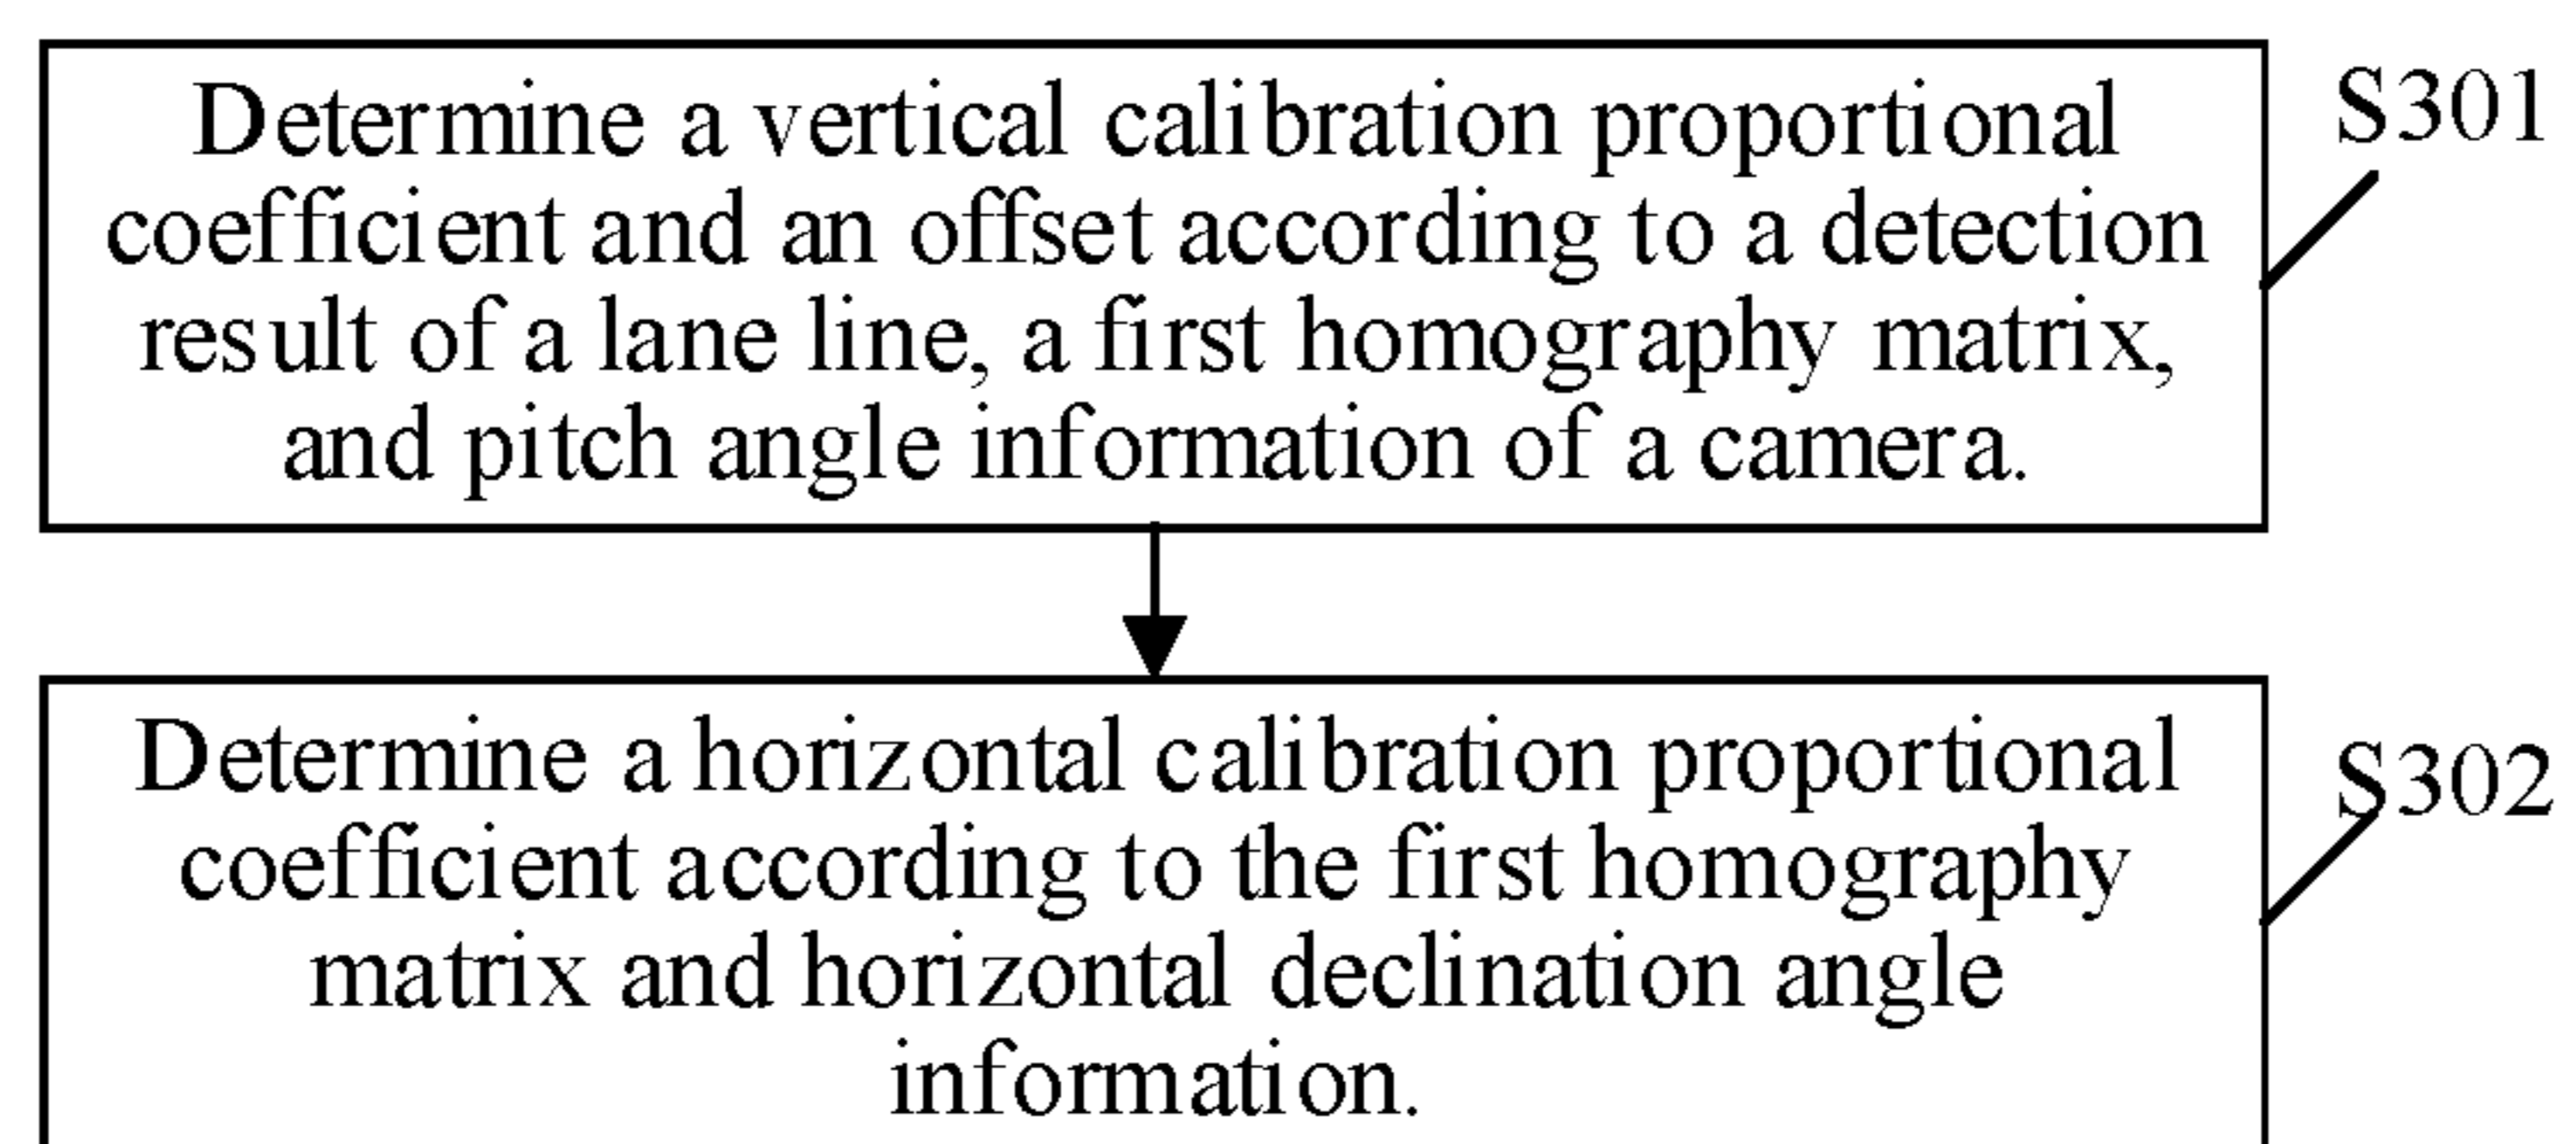 Determine a vertical calibration proportional
coefficient and an offset according to a detection
result of a lane line, a first homography matrix,
and pitch angle information of a camera.
S301
Determine a horizontal calibration proportional
coefficient according to the first homography
matrix and horizontal declination angle
information.
S302